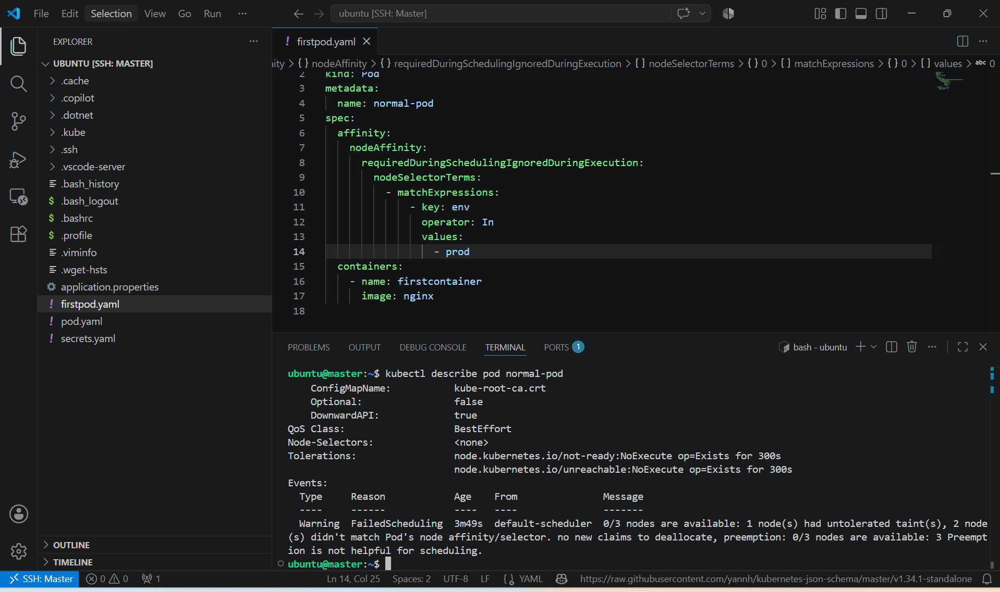 File Edit Selection View Go Run ··· ubuntu [SSH: Master]
EXPLORER ···
UBUNTU [SSH: MASTER]
.cache
.copilot
.dotnet
.kube
.ssh
.vscode-server
.bash_history
$ .bash_logout
$ .bashrc
$ .profile
.viminfo
.wget-hsts
application.properties
! firstpod.yaml
! pod.yaml
! secrets.yaml
OUTLINE
TIMELINE
! firstpod.yaml
ity > { } nodeAffinity > { } requiredDuringSchedulingIgnoredDuringExecution > [ ] nodeSelectorTerms > { } 0 > [ ] matchExpressions > { } 0 > [ ] values > abc 0
2 kind: Pod
3 metadata:
4 name: normal-pod
5 spec:
6 affinity:
7 nodeAffinity:
8 requiredDuringSchedulingIgnoredDuringExecution:
9 nodeSelectorTerms:
10 - matchExpressions:
11 - key: env
12 operator: In
13 values:
14 - prod
15 containers:
16 - name: firstcontainer
17 image: nginx
18
PROBLEMS OUTPUT DEBUG CONSOLE TERMINAL PORTS 1 bash - ubuntu
ubuntu@master:~$ kubectl describe pod normal-pod
ConfigMapName: kube-root-ca.crt
Optional: false
DownwardAPI: true
QoS Class: BestEffort
Node-Selectors: <none>
Tolerations: node.kubernetes.io/not-ready:NoExecute op=Exists for 300s
node.kubernetes.io/unreachable:NoExecute op=Exists for 300s
Events:
Type Reason Age From Message
---- ------ ---- ---- -------
Warning FailedScheduling 3m49s default-scheduler 0/3 nodes are available: 1 node(s) had untolerated taint(s), 2 node
(s) didn't match Pod's node affinity/selector. no new claims to deallocate, preemption: 0/3 nodes are available: 3 Preempt
ion is not helpful for scheduling.
ubuntu@master:~$
SSH: Master 0 0 1 Ln 14, Col 25 Spaces: 2 UTF-8 LF { } YAML https://raw.githubusercontent.com/yannh/kubernetes-json-schema/master/v1.34.1-standalone